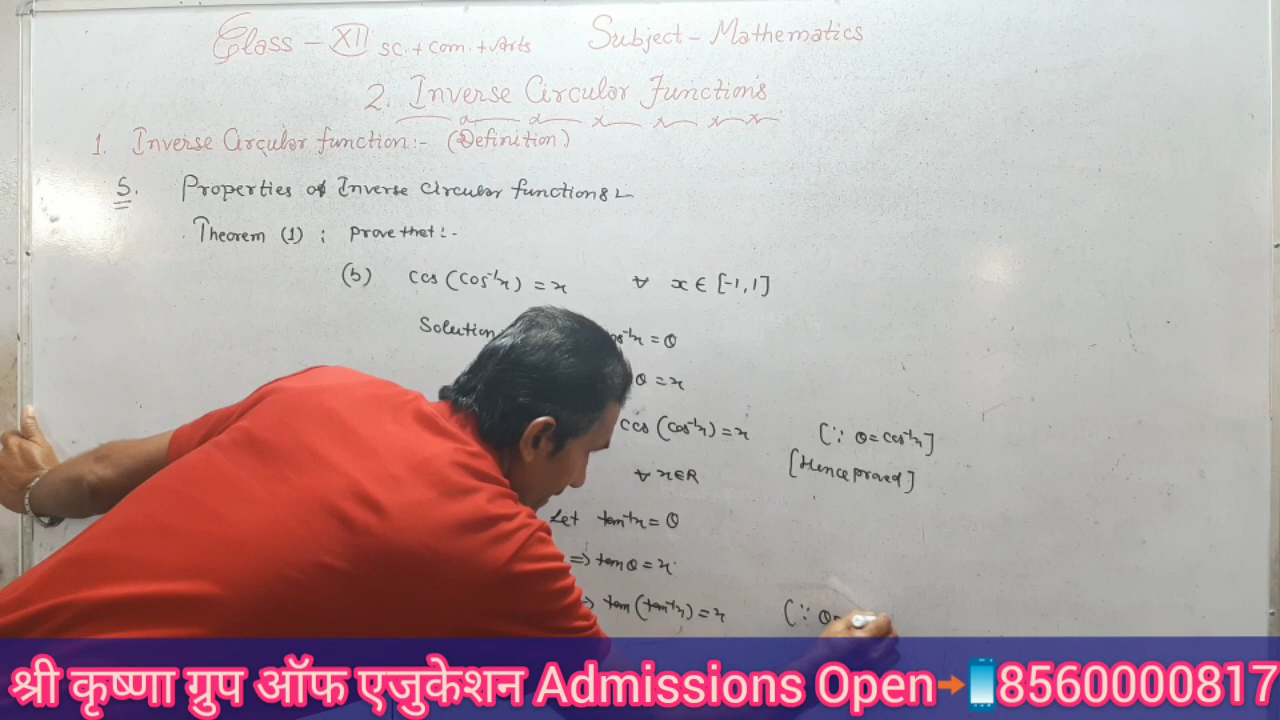 Class - XII Sc. + Com. + Arts Subject - Mathematics
2. Inverse Circular Functions
1. Inverse Circular function :- (Definition)
5. Properties of Inverse Circular functions :-
Theorem (1) : Prove that :-
(b) cos (cos⁻¹x) = x ∀ x ∈ [-1, 1]
Solution cos⁻¹x = θ
θ = x
cos (cos⁻¹x) = x [∵ θ = cos⁻¹x]
[Hence proved]
∀ x ∈ R
Let tan⁻¹x = θ
⇒ tan θ = x
⇒ tan (tan⁻¹x) = x [∵ θ=
श्री कृष्णा ग्रुप ऑफ एजुकेशन Admissions Open 8560000817